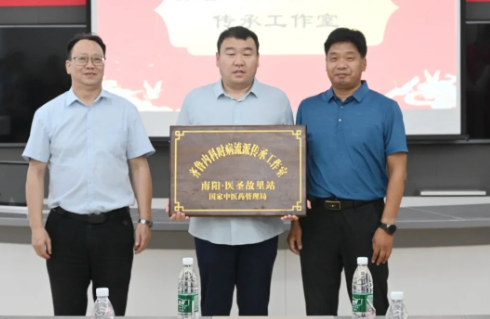 传承工作室
齐鲁内科时病流派传承工作室
南阳·医圣故里站
国家中医药管理局